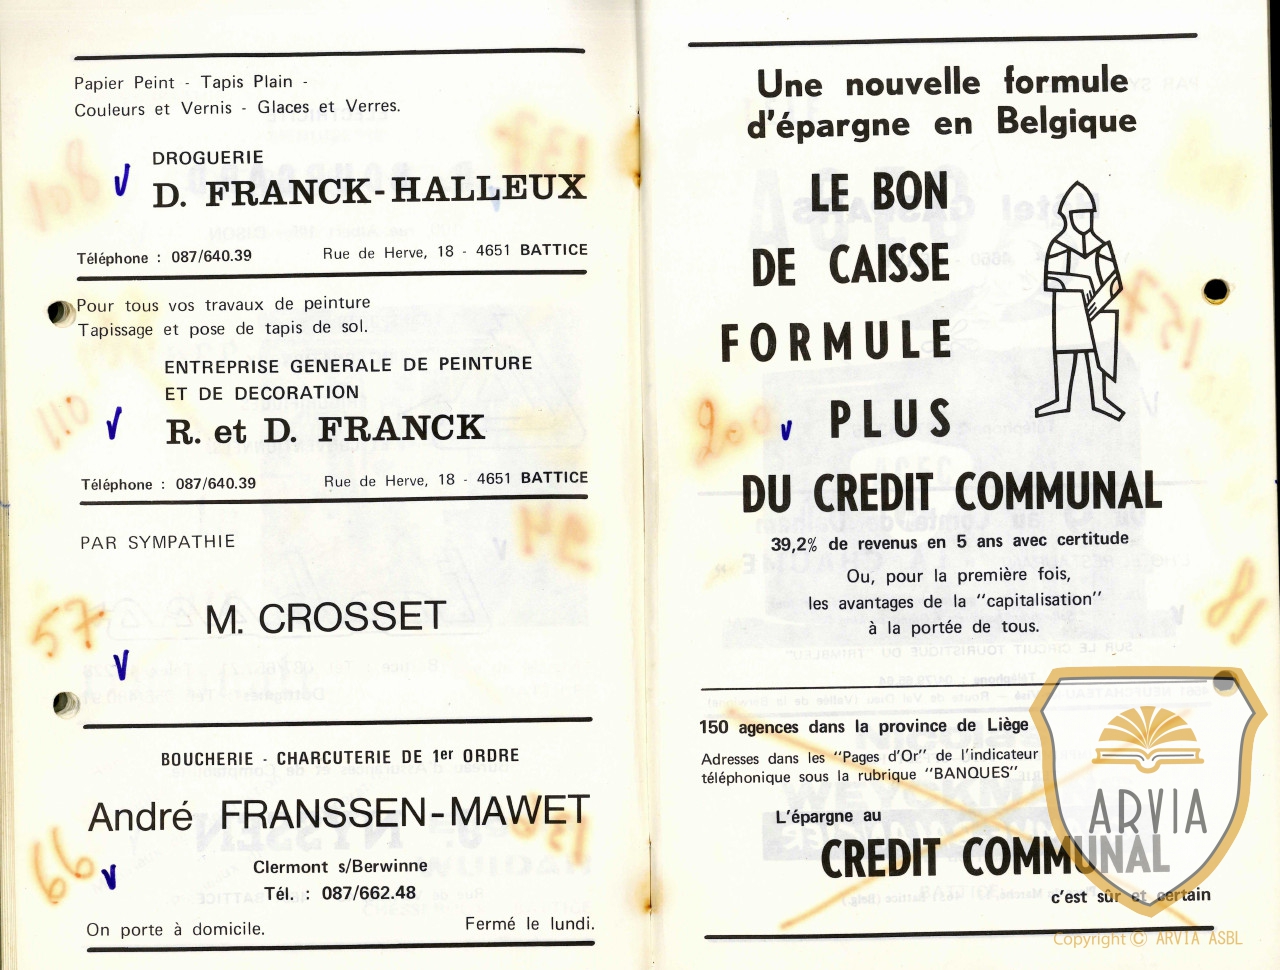 Papier Peint - Tapis Plain -
Couleurs et Vernis - Glaces et Verres.
DROGUERIE
D. FRANCK-HALLEUX
Téléphone : 087/640.39 Rue de Herve, 18 - 4651 BATTICE
Pour tous vos travaux de peinture
Tapissage et pose de tapis de sol.
ENTREPRISE GENERALE DE PEINTURE
ET DE DECORATION
R. et D. FRANCK
Téléphone : 087/640.39 Rue de Herve, 18 - 4651 BATTICE
PAR SYMPATHIE
M. CROSSET
57
BOUCHERIE - CHARCUTERIE DE 1er ORDRE
André FRANSSEN-MAWET
66
Clermont s/Berwinne
Tél. : 087/662.48
On porte à domicile. Fermé le lundi.
Une nouvelle formule
d'épargne en Belgique
LE BON
DE CAISSE
FORMULE
PLUS
200
DU CREDIT COMMUNAL
39,2% de revenus en 5 ans avec certitude
Ou, pour la première fois,
les avantages de la "capitalisation"
à la portée de tous.
150 agences dans la province de Liège
Adresses dans les "Pages d'Or" de l'indicateur
téléphonique sous la rubrique "BANQUES"
L'épargne au
CREDIT COMMUNAL
c'est sûr et certain
ARVIA
Copyright © ARVIA ASBL